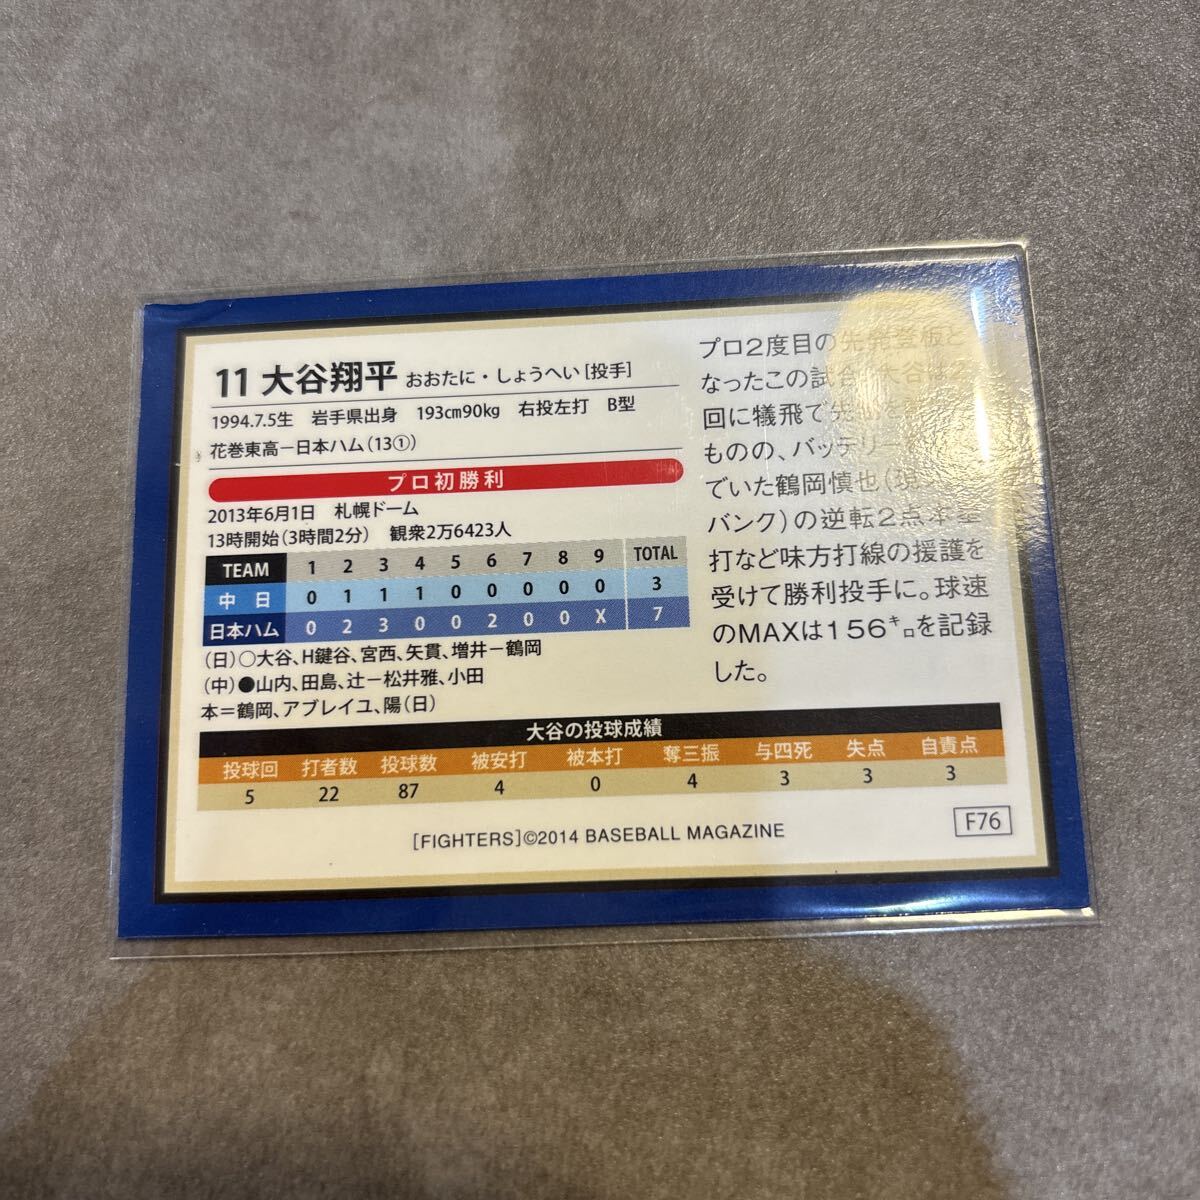 11 大谷翔平 おおたに・しょうへい[投手]
1994.7.5生 岩手県出身 193cm90kg 右投左打 B型
花巻東高－日本ハム(13①)
プロ初勝利
2013年6月1日 札幌ドーム
13時開始(3時間2分) 観衆2万6423人
TEAM 1 2 3 4 5 6 7 8 9 TOTAL
中 日 0 1 1 1 0 0 0 0 0 3
日本ハム 0 2 3 0 0 2 0 0 X 7
(日)○大谷、H鍵谷、宮西、矢貫、増井－鶴岡
(中)●山内、田島、辻－松井雅、小田
本＝鶴岡、アブレイユ、陽(日)
プロ2度目の先発登板と
なったこの試合、大谷は
回に犠飛で
ものの、バッテリー
でいた鶴岡慎也(現
バンク)の逆転2点本塁
打など味方打線の援護を
受けて勝利投手に。球速
のMAXは156㌔を記録
した。
大谷の投球成績
投球回 打者数 投球数 被安打 被本打 奪三振 与四死 失点 自責点
5 22 87 4 0 4 3 3 3
[FIGHTERS]©2014 BASEBALL MAGAZINE
F76